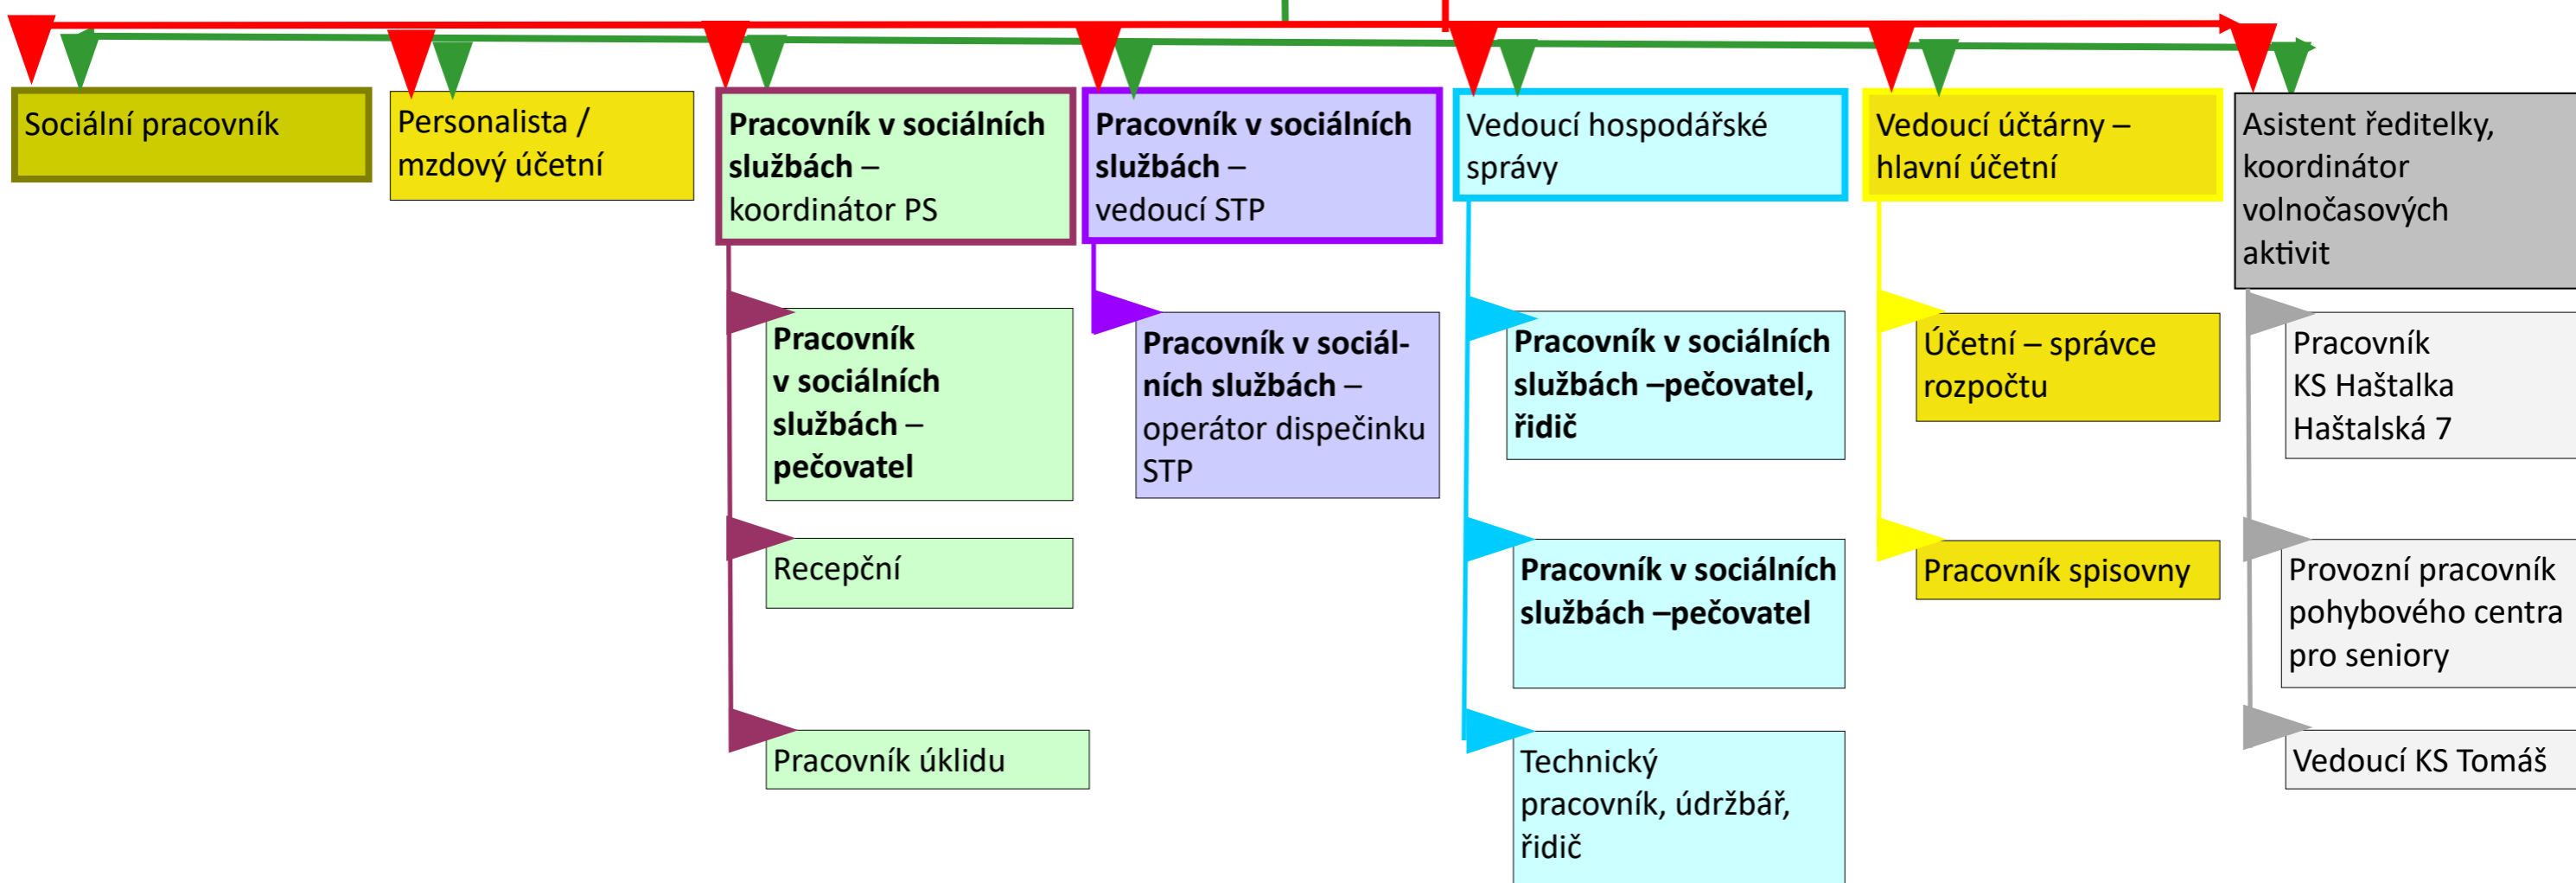 Sociální pracovník
Personalista /
mzdový účetní
Pracovník v sociálních
službách –
koordinátor PS
Pracovník v sociálních
službách –
vedoucí STP
Vedoucí hospodářské
správy
Vedoucí účtárny –
hlavní účetní
Asistent ředitelky,
koordinátor
volnočasových
aktivit
Pracovník
v sociálních
službách –
pečovatel
Pracovník v sociál-
ních službách –
operátor dispečinku
STP
Pracovník v sociálních
službách –pečovatel,
řidič
Účetní – správce
rozpočtu
Pracovník
KS Haštalka
Haštalská 7
Recepční
Pracovník v sociálních
službách –pečovatel
Pracovník spisovny
Provozní pracovník
pohybového centra
pro seniory
Pracovník úklidu
Technický
pracovník, údržbář,
řidič
Vedoucí KS Tomáš